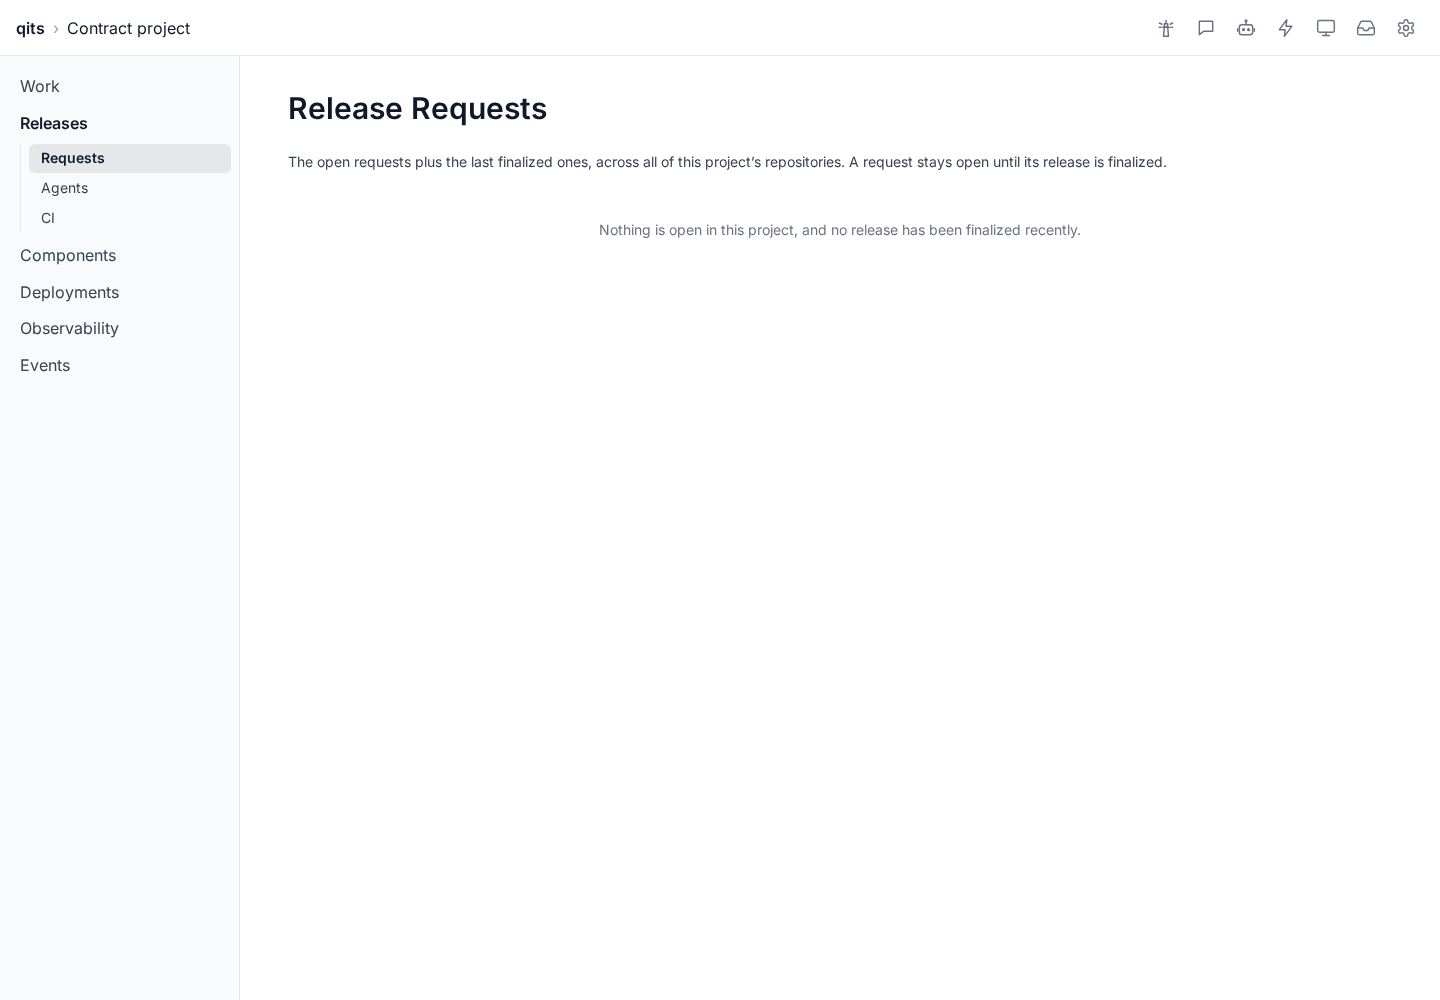 qits › Contract project
Work
Releases
Requests
Agents
CI
Components
Deployments
Observability
Events
Release Requests
The open requests plus the last finalized ones, across all of this project’s repositories. A request stays open until its release is finalized.
Nothing is open in this project, and no release has been finalized recently.